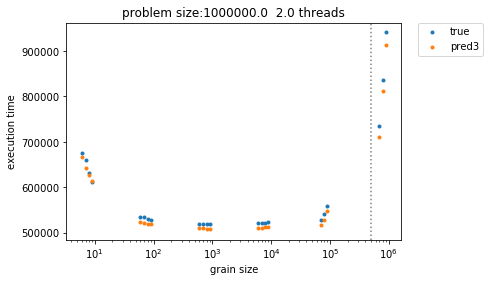 problem size:1000000.0  2.0 threads
true
pred3
900000
800000
700000
600000
500000
execution time
10^1
10^2
10^3
10^4
10^5
10^6
grain size